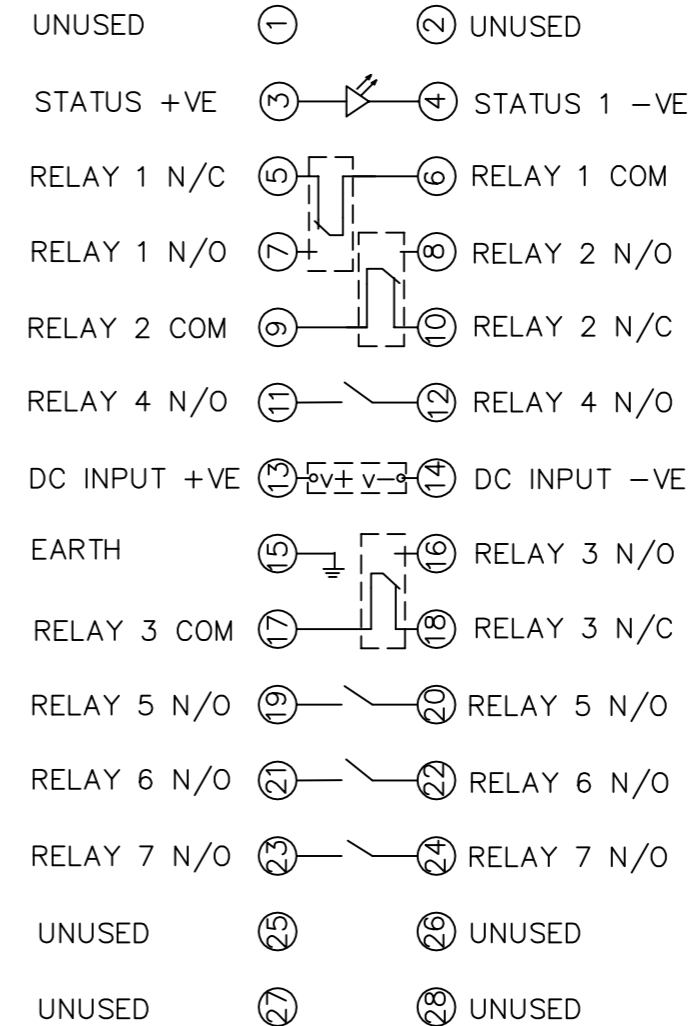 UNUSED 1 2 UNUSED
STATUS +VE 3 4 STATUS 1 −VE
RELAY 1 N/C 5 6 RELAY 1 COM
RELAY 1 N/O 7 8 RELAY 2 N/O
RELAY 2 COM 9 10 RELAY 2 N/C
RELAY 4 N/O 11 12 RELAY 4 N/O
DC INPUT +VE 13 v+ v− 14 DC INPUT −VE
EARTH 15 16 RELAY 3 N/O
RELAY 3 COM 17 18 RELAY 3 N/C
RELAY 5 N/O 19 20 RELAY 5 N/O
RELAY 6 N/O 21 22 RELAY 6 N/O
RELAY 7 N/O 23 24 RELAY 7 N/O
UNUSED 25 26 UNUSED
UNUSED 27 28 UNUSED